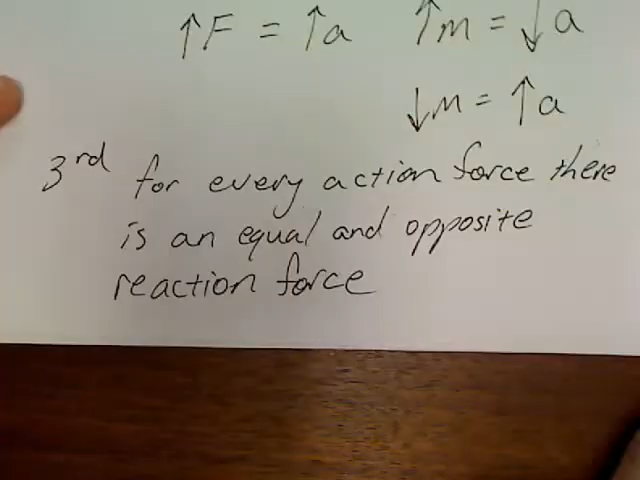 ↑F = ↑a ↑m = ↓a
↓m = ↑a
3rd for every action force there
is an equal and opposite
reaction force